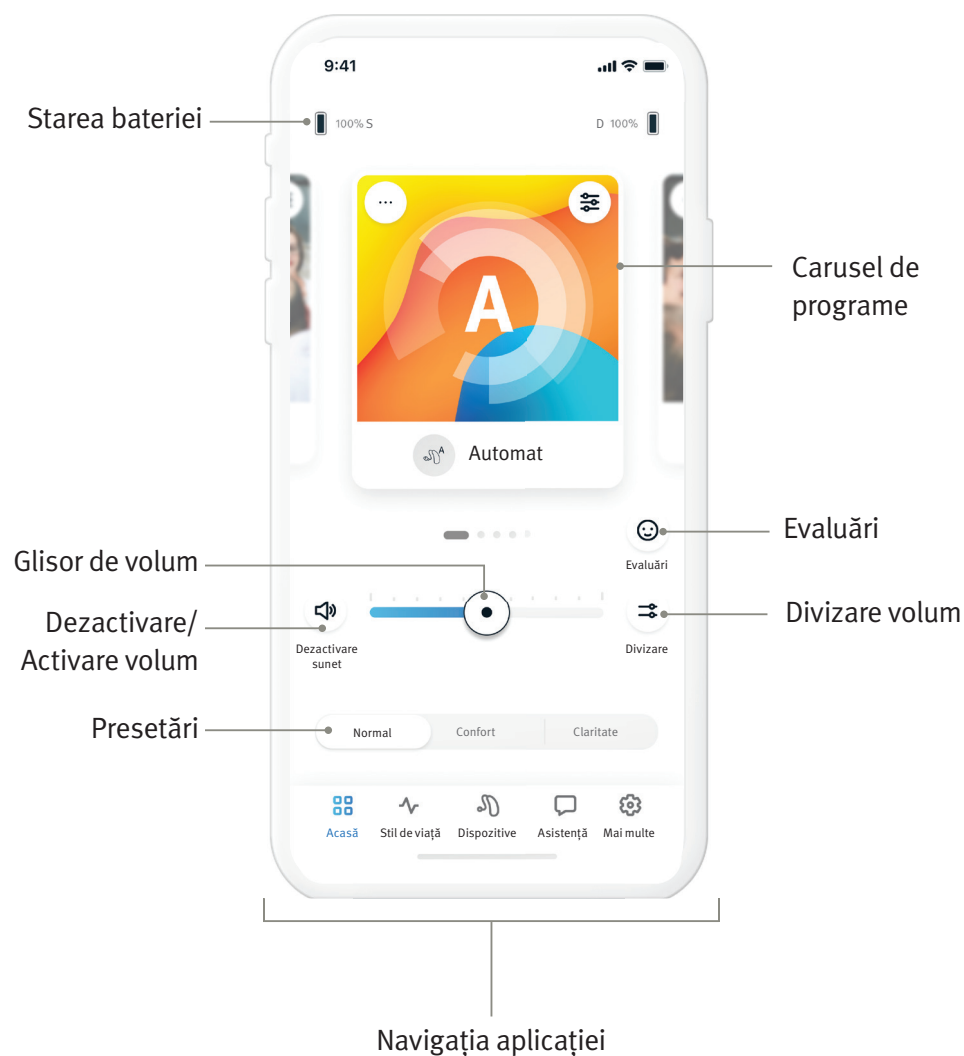 9:41
Starea bateriei
100% S
D 100%
...
A
Carusel de
programe
A
Automat
Evaluări
Evaluări
Glisor de volum
Dezactivare/
Activare volum
Divizare volum
Dezactivare
sunet
Divizare
Presetări
Normal
Confort
Claritate
Acasă
Stil de viață
Dispozitive
Asistență
Mai multe
Navigația aplicației